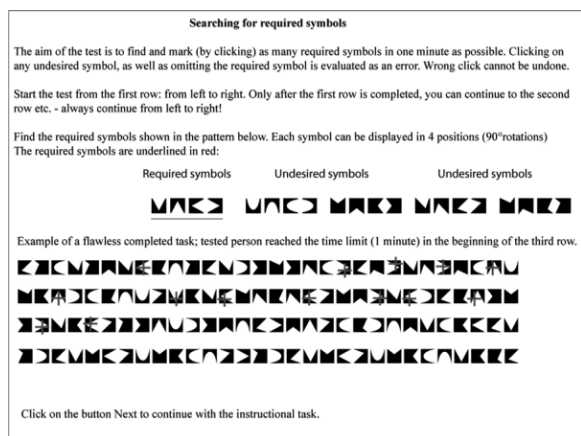 Searching for required symbols
The aim of the test is to find and mark (by clicking) as many required symbols in one minute as possible. Clicking on
any undesired symbol, as well as omitting the required symbol is evaluated as an error. Wrong click cannot be undone.
Start the test from the first row: from left to right. Only after the first row is completed, you can continue to the second
row etc. - always continue from left to right!
Find the required symbols shown in the pattern below. Each symbol can be displayed in 4 positions (90°rotations)
The required symbols are underlined in red:
Required symbols Undesired symbols Undesired symbols
Example of a flawless completed task; tested person reached the time limit (1 minute) in the beginning of the third row.
Click on the button Next to continue with the instructional task.